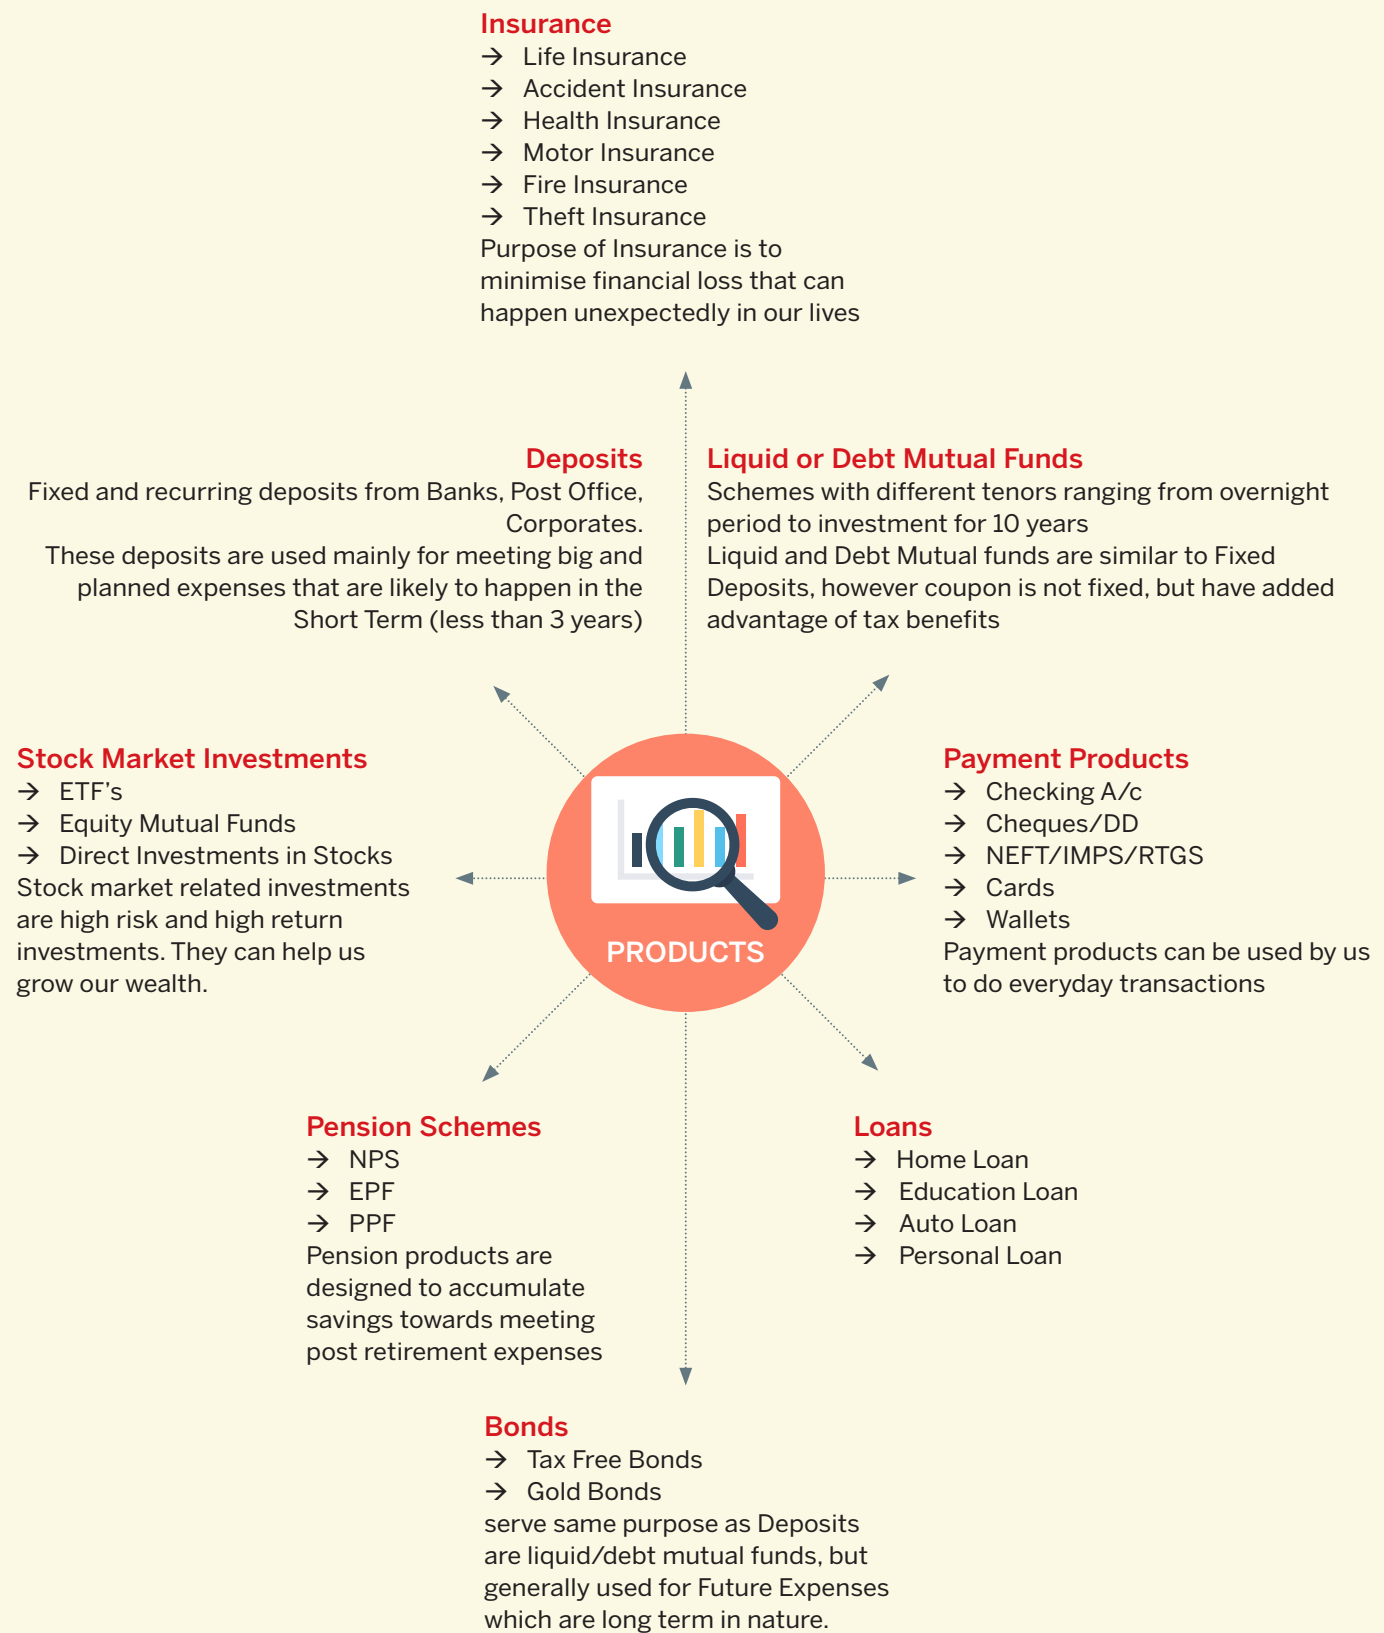 Insurance
→ Life Insurance
→ Accident Insurance
→ Health Insurance
→ Motor Insurance
→ Fire Insurance
→ Theft Insurance
Purpose of Insurance is to
minimise financial loss that can
happen unexpectedly in our lives
Deposits
Fixed and recurring deposits from Banks, Post Office,
Corporates.
These deposits are used mainly for meeting big and
planned expenses that are likely to happen in the
Short Term (less than 3 years)
Liquid or Debt Mutual Funds
Schemes with different tenors ranging from overnight
period to investment for 10 years
Liquid and Debt Mutual funds are similar to Fixed
Deposits, however coupon is not fixed, but have added
advantage of tax benefits
Stock Market Investments
→ ETF's
→ Equity Mutual Funds
→ Direct Investments in Stocks
Stock market related investments
are high risk and high return
investments. They can help us
grow our wealth.
PRODUCTS
Payment Products
→ Checking A/c
→ Cheques/DD
→ NEFT/IMPS/RTGS
→ Cards
→ Wallets
Payment products can be used by us
to do everyday transactions
Pension Schemes
→ NPS
→ EPF
→ PPF
Pension products are
designed to accumulate
savings towards meeting
post retirement expenses
Loans
→ Home Loan
→ Education Loan
→ Auto Loan
→ Personal Loan
Bonds
→ Tax Free Bonds
→ Gold Bonds
serve same purpose as Deposits
are liquid/debt mutual funds, but
generally used for Future Expenses
which are long term in nature.